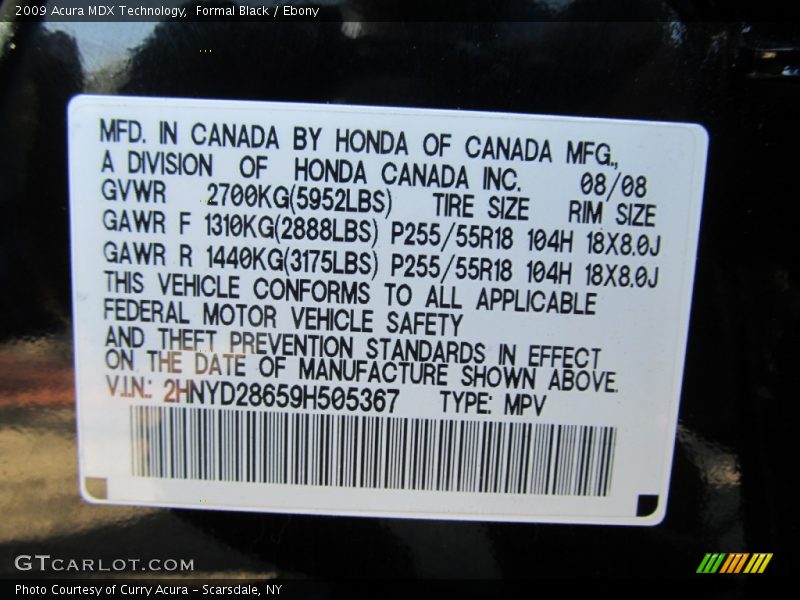 2009 Acura MDX Technology, Formal Black / Ebony
MFD. IN CANADA BY HONDA OF CANADA MFG.,
A DIVISION OF HONDA CANADA INC. 08/08
GVWR 2700KG(5952LBS) TIRE SIZE RIM SIZE
GAWR F 1310KG(2888LBS) P255/55R18 104H 18X8.0J
GAWR R 1440KG(3175LBS) P255/55R18 104H 18X8.0J
THIS VEHICLE CONFORMS TO ALL APPLICABLE
FEDERAL MOTOR VEHICLE SAFETY
AND THEFT PREVENTION STANDARDS IN EFFECT
ON THE DATE OF MANUFACTURE SHOWN ABOVE.
V.I.N.: 2HNYD28659H505367 TYPE: MPV
GTCARLOT.COM
Photo Courtesy of Curry Acura - Scarsdale, NY